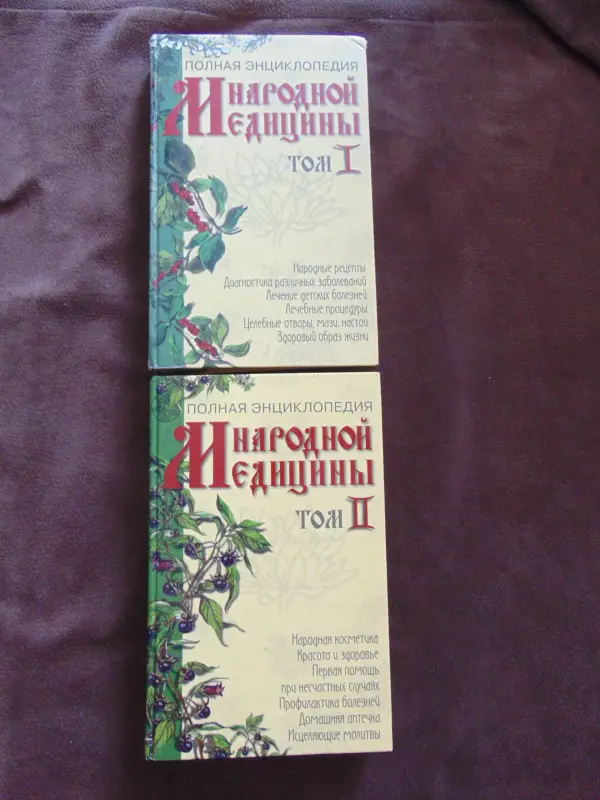 ПОЛНАЯ ЭНЦИКЛОПЕДИЯ
НАРОДНОЙ
МЕДИЦИНЫ
ТОМ I
Народные рецепты
Диагностика различных заболеваний
Лечение детских болезней
Лечебные процедуры
Целебные отвары, мази, настои
Здоровый образ жизни
ПОЛНАЯ ЭНЦИКЛОПЕДИЯ
НАРОДНОЙ
МЕДИЦИНЫ
ТОМ II
Народная косметика
Красота и здоровье
Первая помощь
при несчастных случаях
Профилактика болезней
Домашняя аптечка
Исцеляющие молитвы